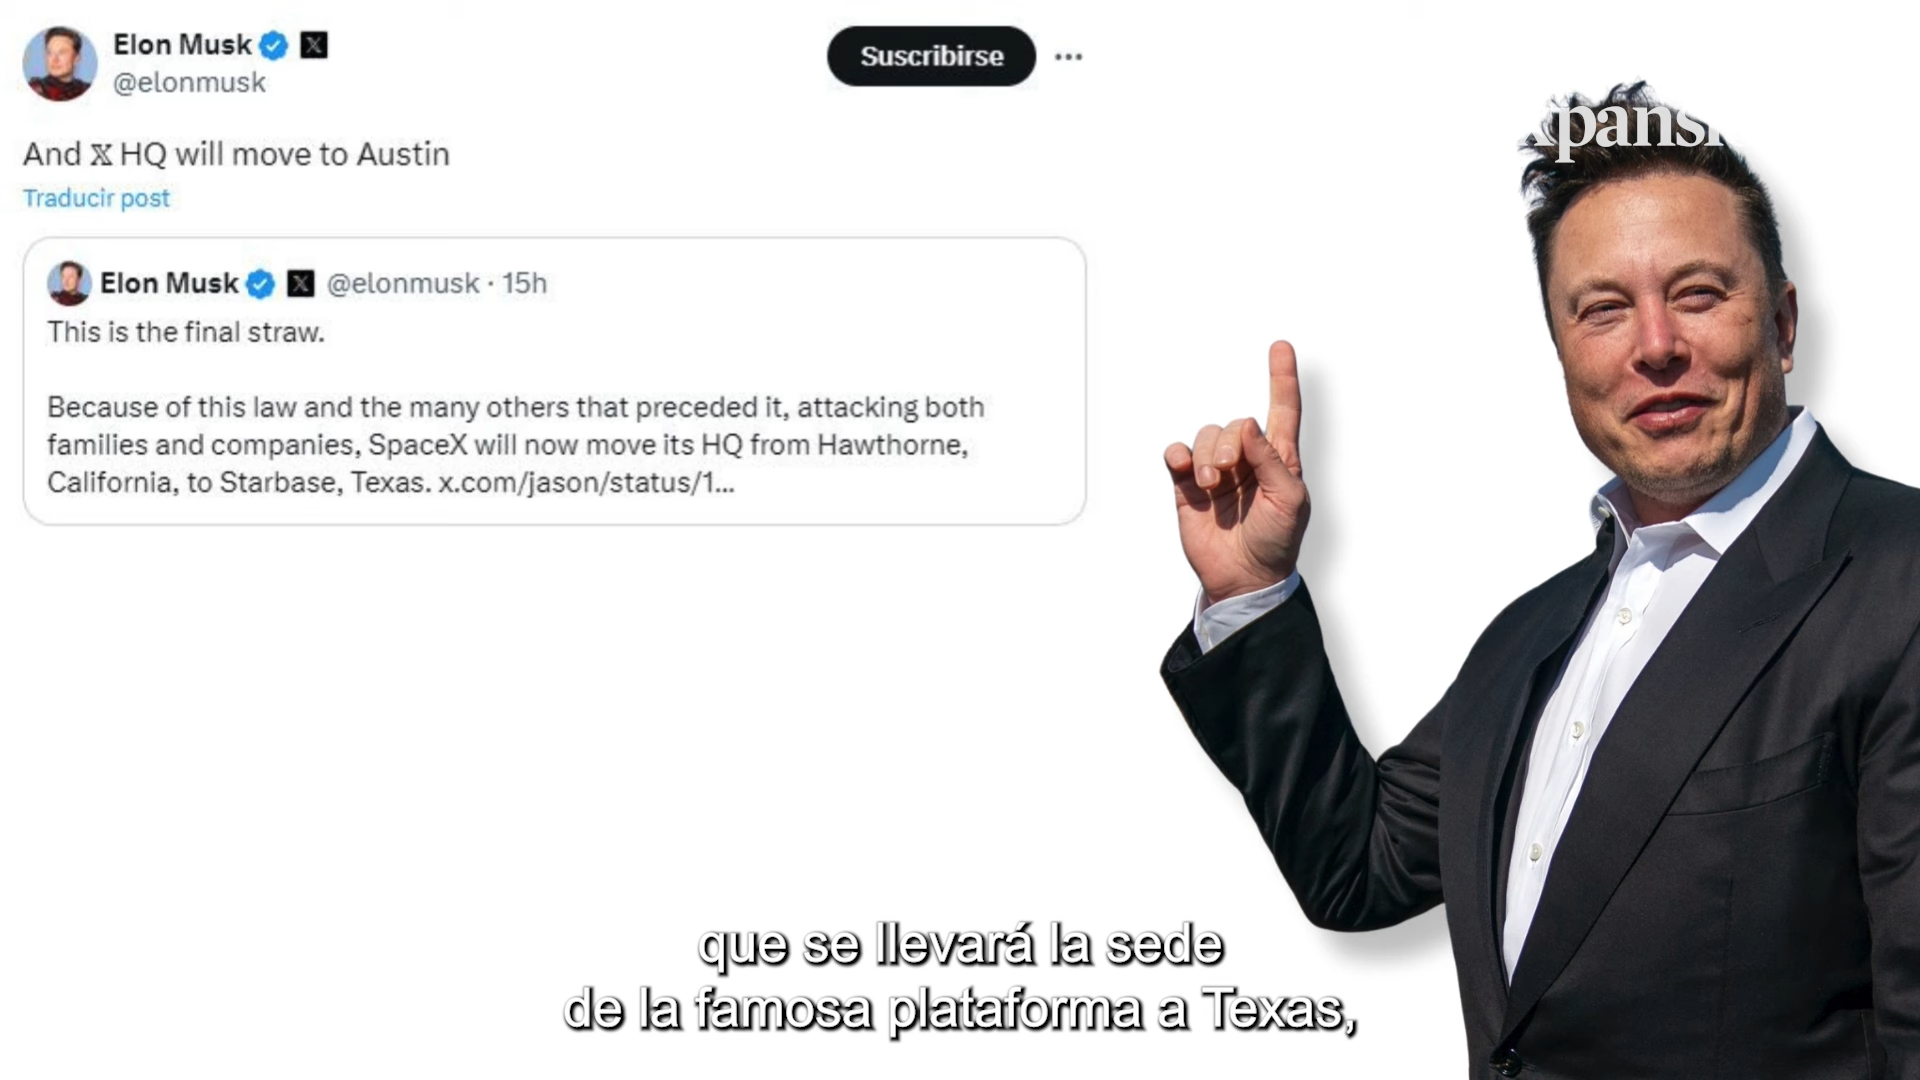 Elon Musk
@elonmusk
Suscribirse
And 𝕏 HQ will move to Austin
Traducir post
Elon Musk @elonmusk · 15h
This is the final straw.
Because of this law and the many others that preceded it, attacking both
families and companies, SpaceX will now move its HQ from Hawthorne,
California, to Starbase, Texas. x.com/jason/status/1...
que se llevará la sede
de la famosa plataforma a Texas,